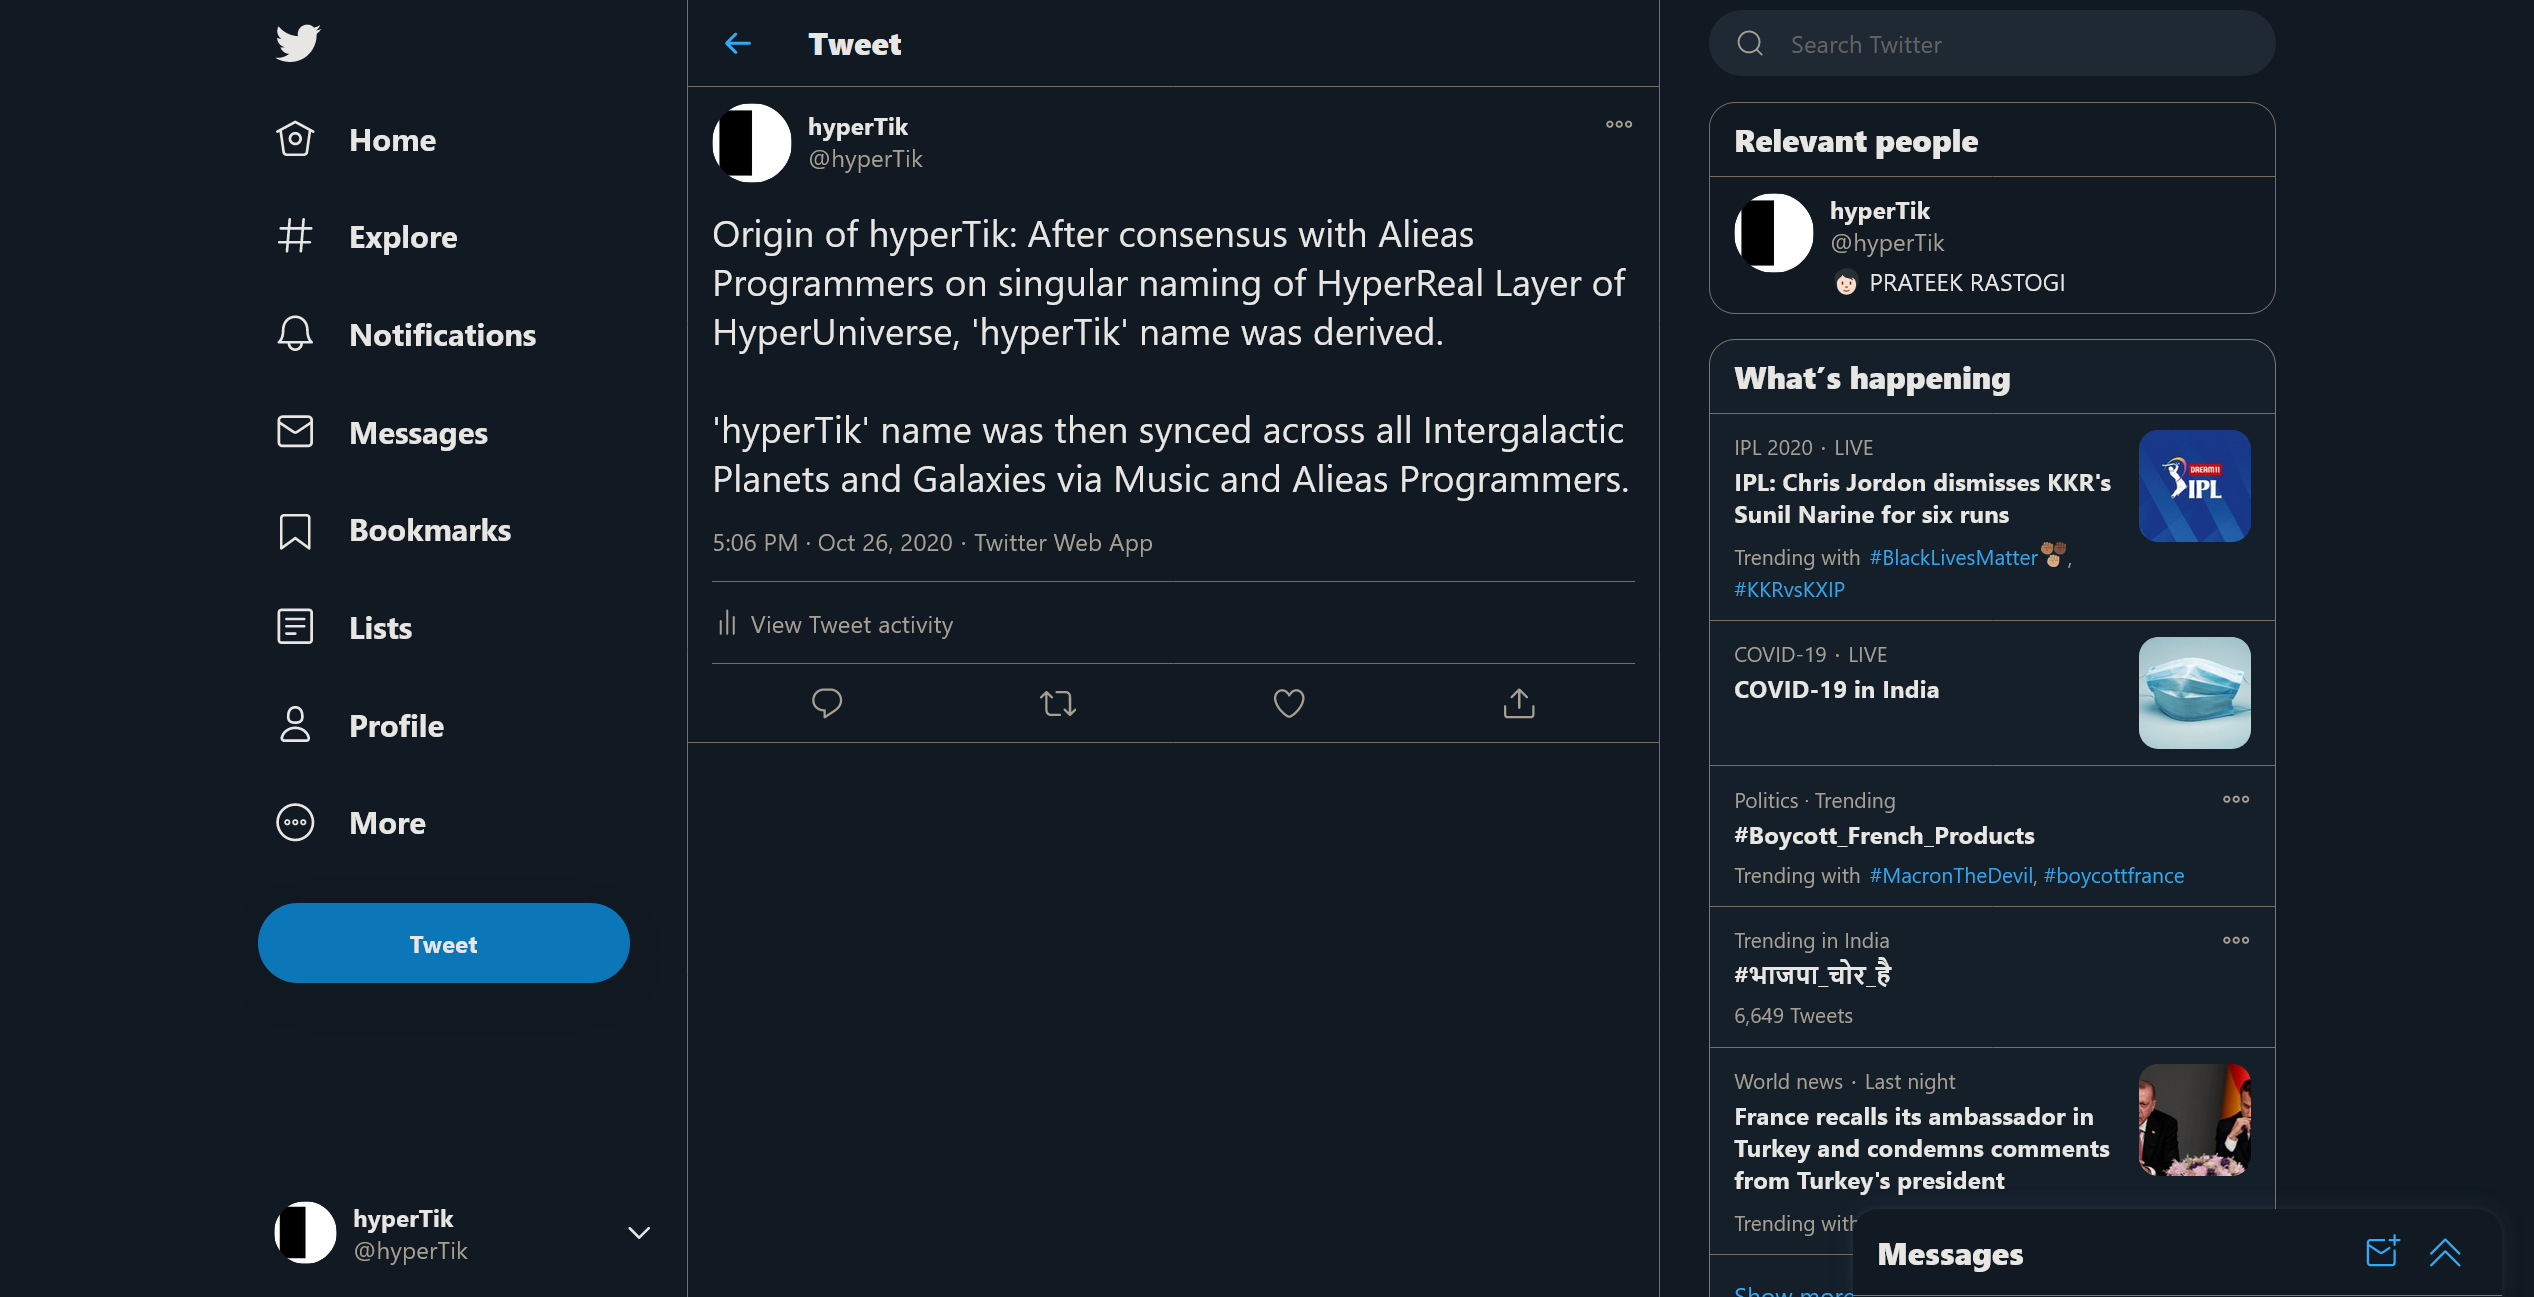 Home
Explore
Notifications
Messages
Bookmarks
Lists
Profile
More
Tweet
hyperTik
@hyperTik
Tweet
hyperTik
@hyperTik
Origin of hyperTik: After consensus with Alieas
Programmers on singular naming of HyperReal Layer of
HyperUniverse, 'hyperTik' name was derived.
'hyperTik' name was then synced across all Intergalactic
Planets and Galaxies via Music and Alieas Programmers.
5:06 PM · Oct 26, 2020 · Twitter Web App
View Tweet activity
Search Twitter
Relevant people
hyperTik
@hyperTik
PRATEEK RASTOGI
What's happening
IPL 2020 · LIVE
IPL: Chris Jordon dismisses KKR's
Sunil Narine for six runs
Trending with #BlackLivesMatter ,
#KKRvsKXIP
DREAM11
IPL
COVID-19 · LIVE
COVID-19 in India
Politics · Trending
#Boycott_French_Products
Trending with #MacronTheDevil, #boycottfrance
Trending in India
#भाजपा_चोर_है
6,649 Tweets
World news · Last night
France recalls its ambassador in
Turkey and condemns comments
from Turkey's president
Trending with
Show more
Messages